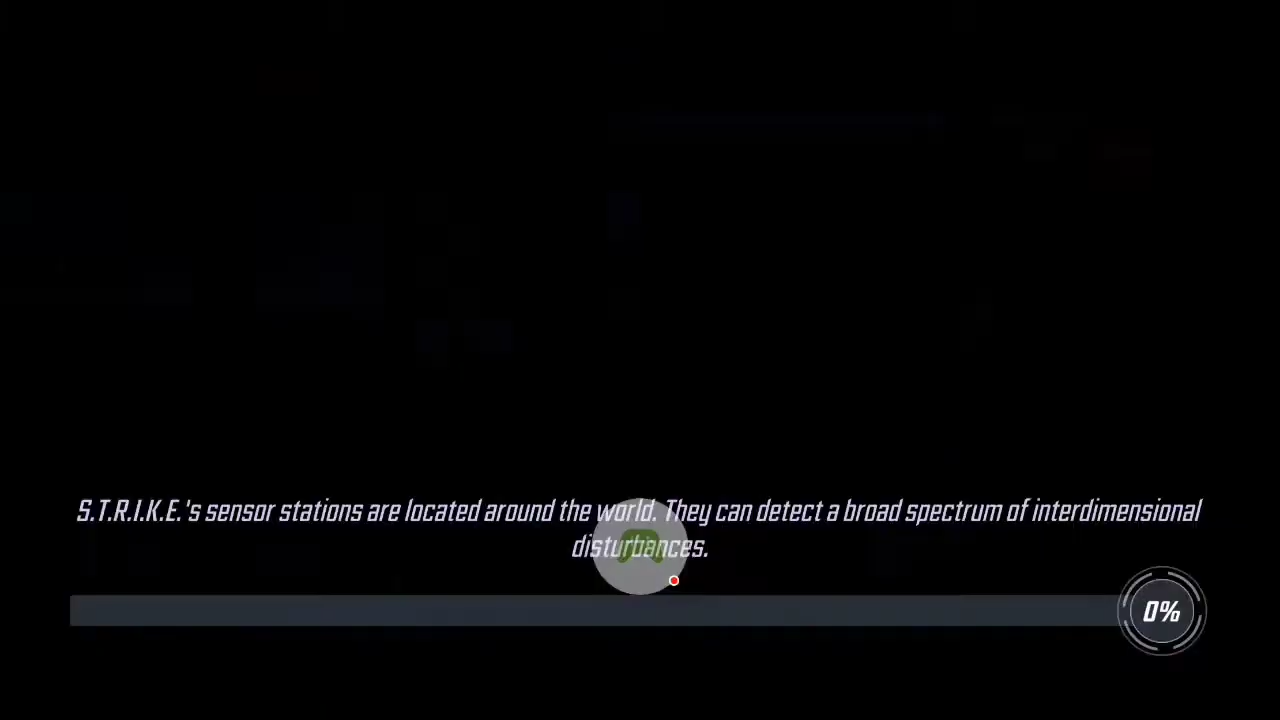 S.T.R.I.K.E.'s sensor stations are located around the world. They can detect a broad spectrum of interdimensional
disturbances.
0%